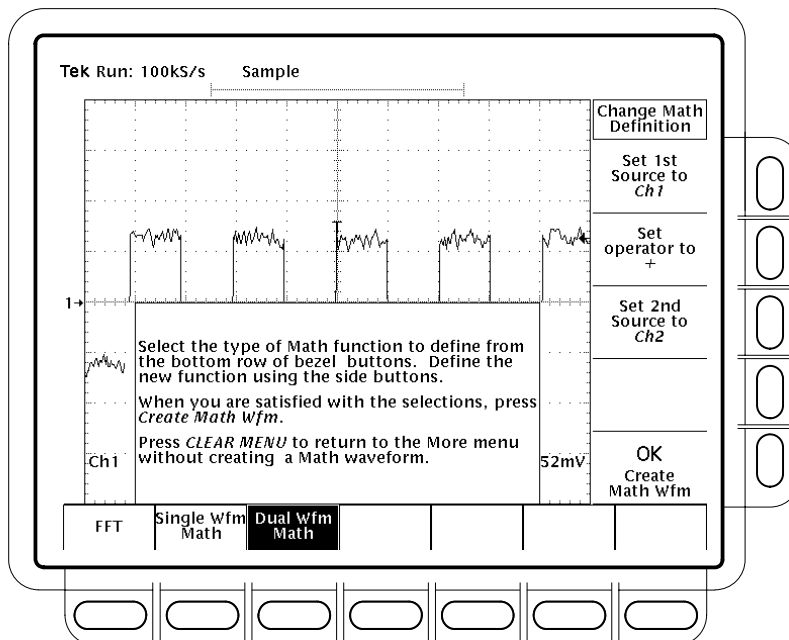 Tek Run: 100kS/s Sample
Change Math
Definition
Set 1st
Source to
Ch1
Set
operator to
+
Set 2nd
Source to
Ch2
OK
Create
Math Wfm
1
Select the type of Math function to define from
the bottom row of bezel buttons. Define the
new function using the side buttons.
When you are satisfied with the selections, press
Create Math Wfm.
Press CLEAR MENU to return to the More menu
without creating a Math waveform.
Ch1
52mV
FFT
Single Wfm
Math
Dual Wfm
Math